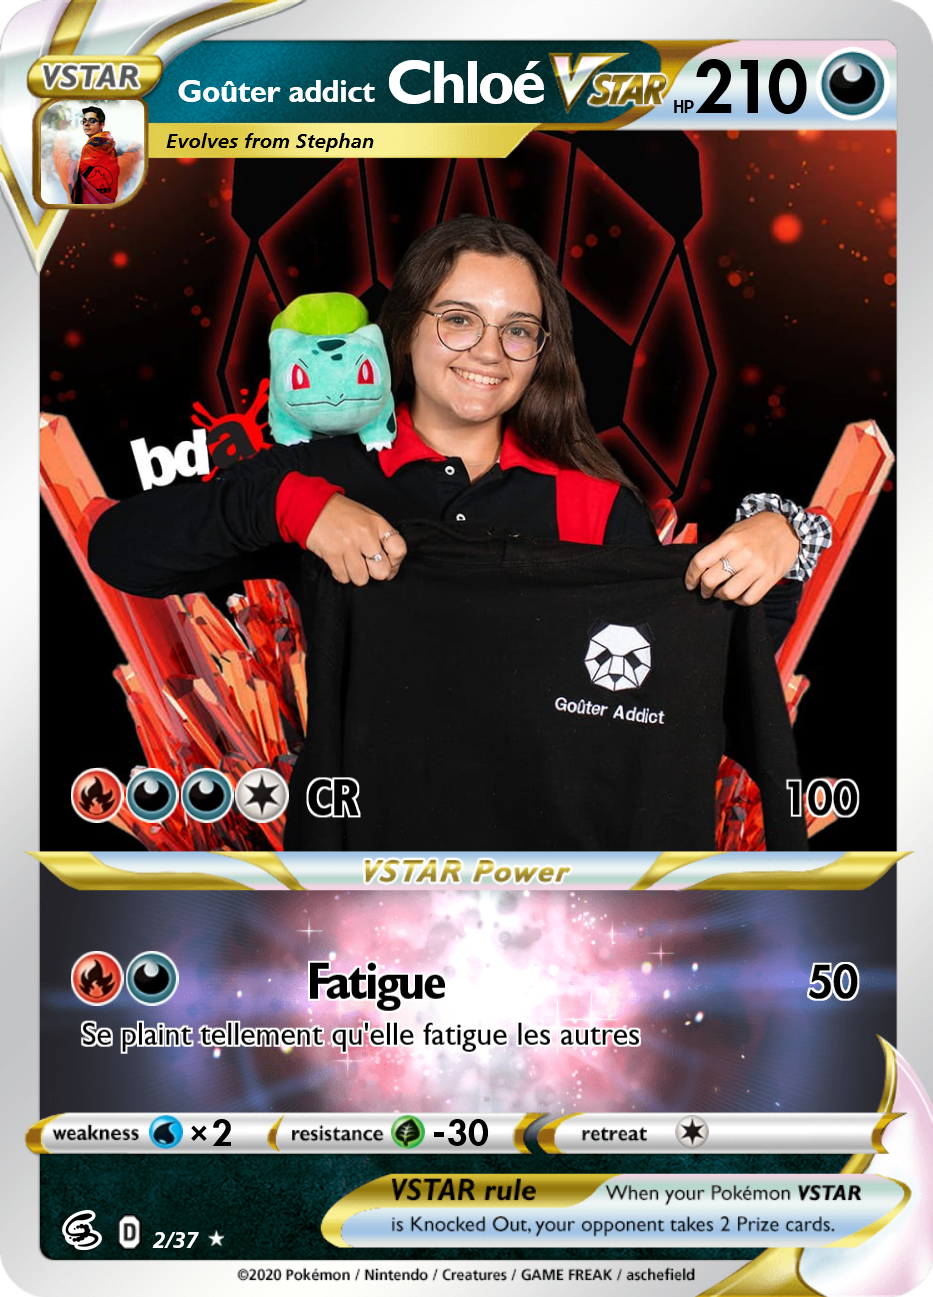 VSTAR
Goûter addict Chloé VSTAR HP 210
Evolves from Stephan
bda
Goûter Addict
CR 100
VSTAR Power
Fatigue 50
Se plaint tellement qu'elle fatigue les autres
weakness ×2 resistance -30 retreat
VSTAR rule When your Pokémon VSTAR
is Knocked Out, your opponent takes 2 Prize cards.
D 2/37
©2020 Pokémon / Nintendo / Creatures / GAME FREAK / aschefield